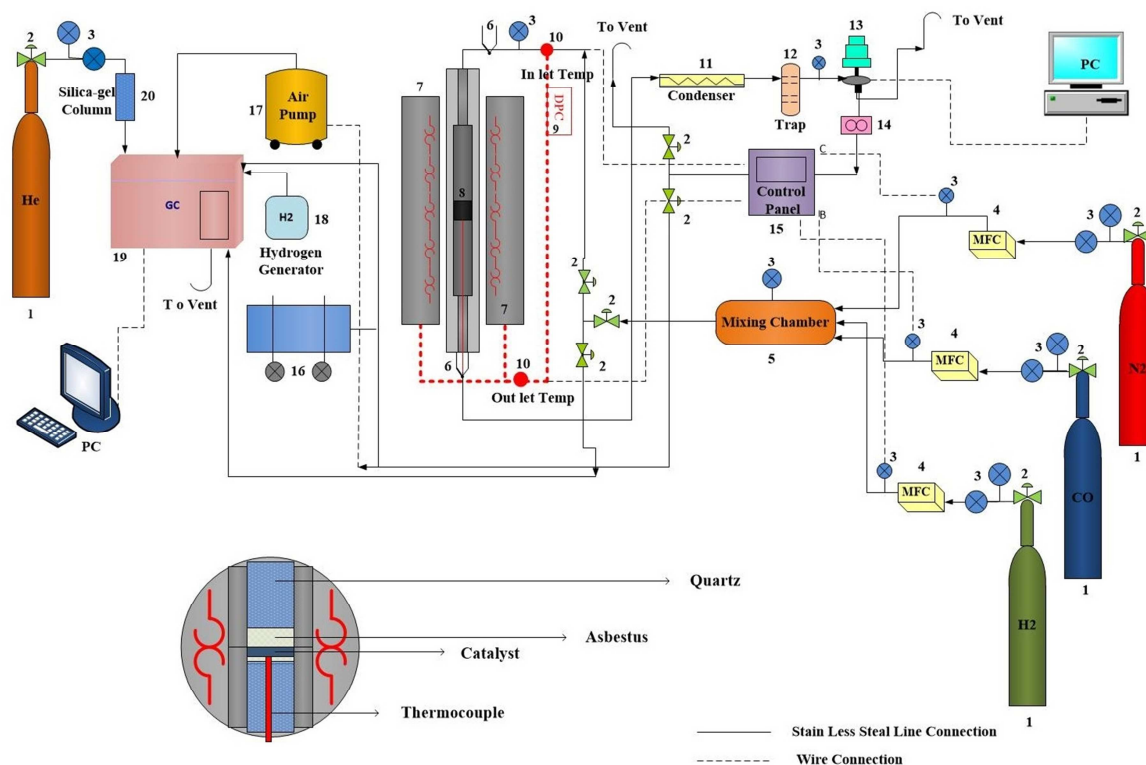 2
3
Silica-gel
Column
20
He
1
GC
19
T o Vent
PC
17
Air
Pump
H2
18
Hydrogen
Generator
16
6
3
10
In let Temp
7
DPC
9
8
7
6
10
Out let Temp
To Vent
2
2
2
2
2
11
Condenser
12
Trap
3
13
14
To Vent
PC
Control
Panel
15
C
B
3
Mixing Chamber
5
3
4
MFC
3
2
N2
1
3
4
MFC
3
2
CO
1
3
4
MFC
3
2
H2
1
Quartz
Asbestus
Catalyst
Thermocouple
Stain Less Steal Line Connection
Wire Connection